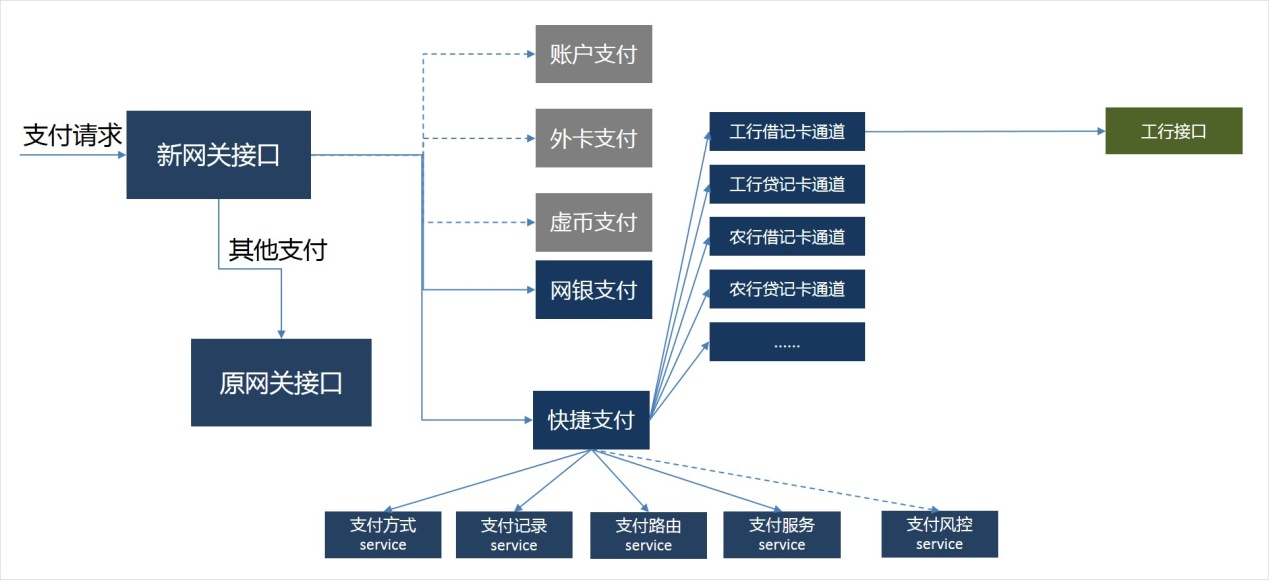 支付请求
新网关接口
其他支付
原网关接口
账户支付
外卡支付
虚币支付
网银支付
快捷支付
工行借记卡通道
工行贷记卡通道
农行借记卡通道
农行贷记卡通道
......
工行接口
支付方式
service
支付记录
service
支付路由
service
支付服务
service
支付风控
service